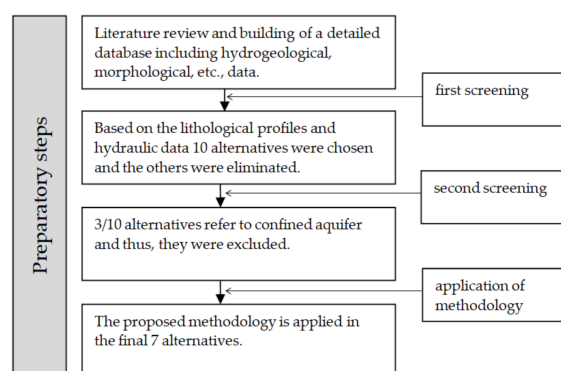 Preparatory steps
Literature review and building of a detailed
database including hydrogeological,
morphological, etc., data.
first screening
Based on the lithological profiles and
hydraulic data 10 alternatives were chosen
and the others were eliminated.
second screening
3/10 alternatives refer to confined aquifer
and thus, they were excluded.
application of
methodology
The proposed methodology is applied in
the final 7 alternatives.